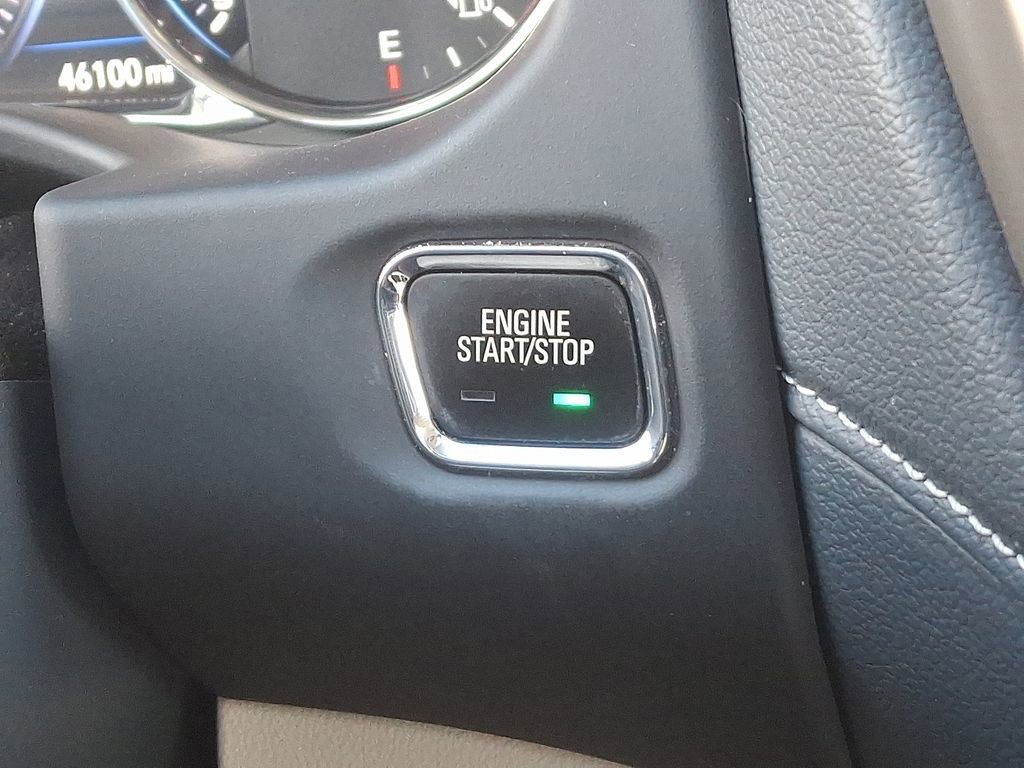 E
46100 mi
ENGINE
START/STOP